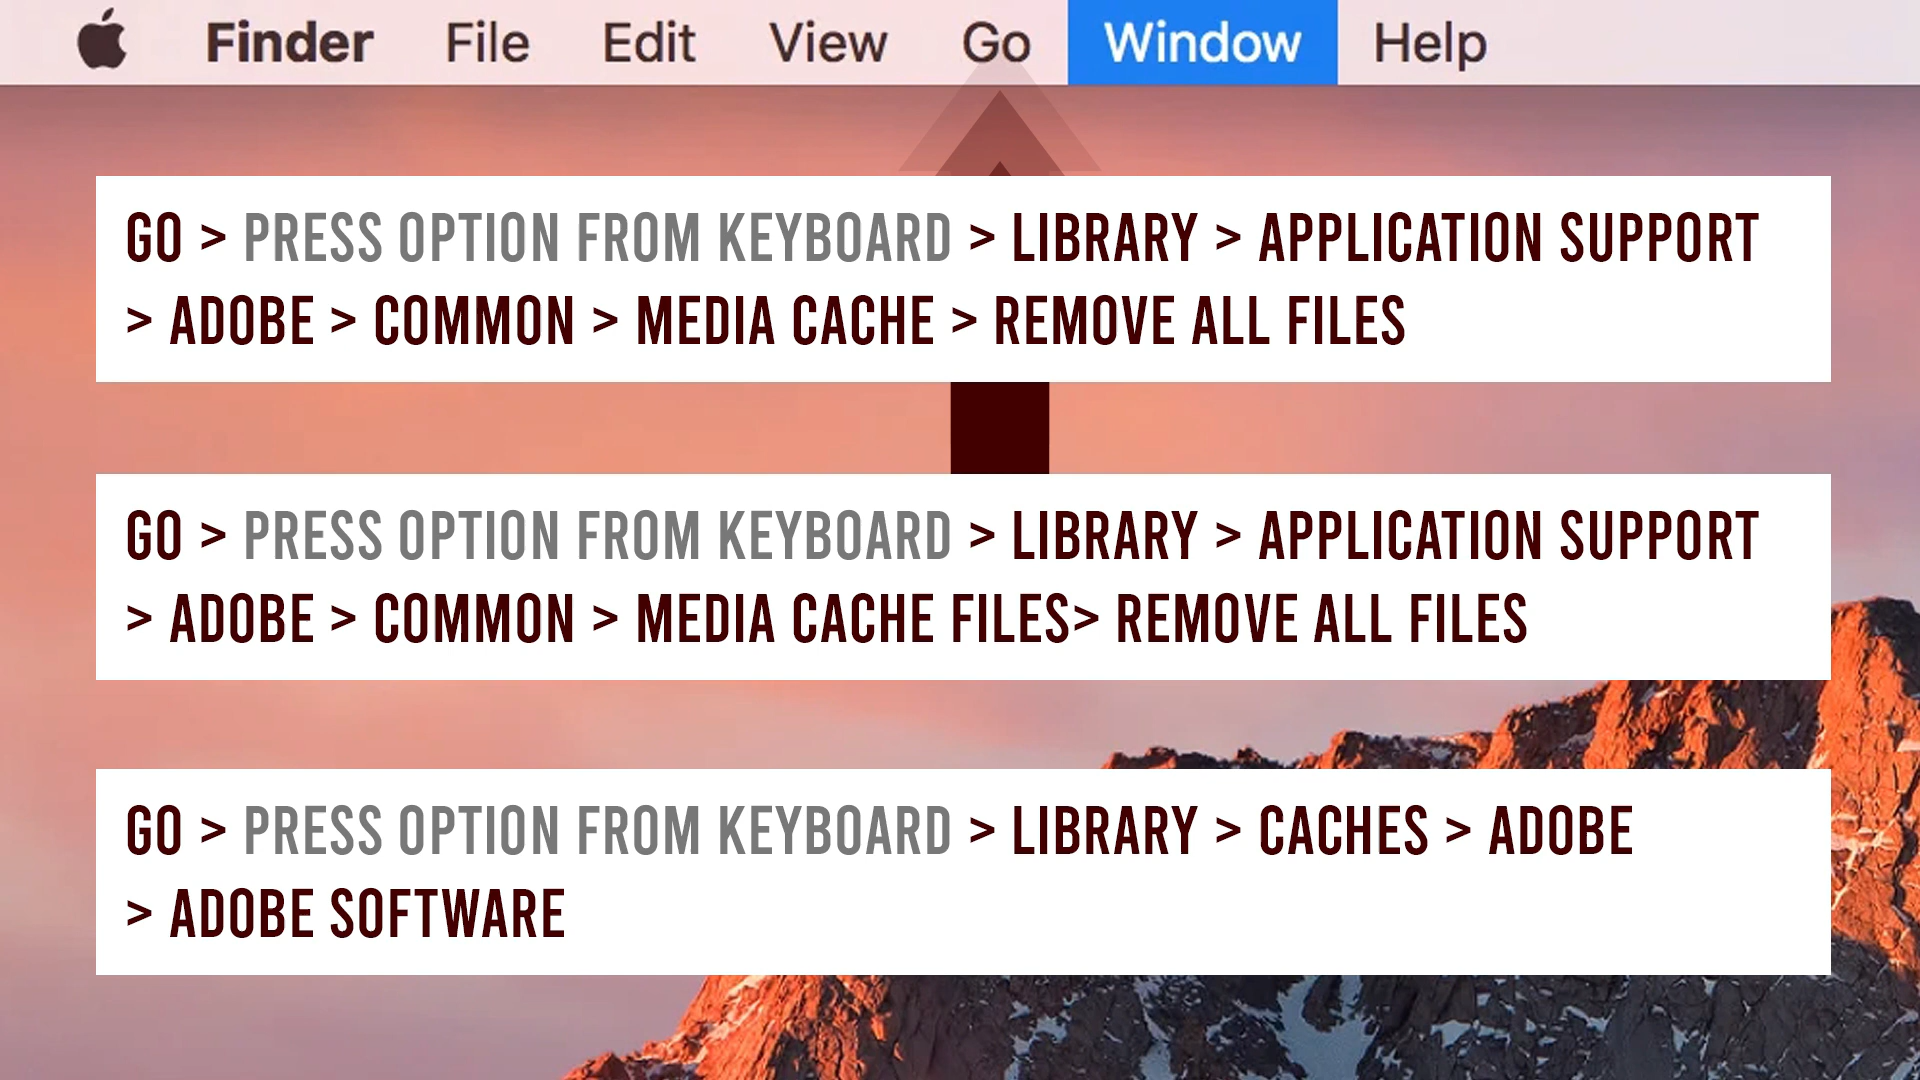 Finder File Edit View Go Window Help
GO > PRESS OPTION FROM KEYBOARD > LIBRARY > APPLICATION SUPPORT
> ADOBE > COMMON > MEDIA CACHE > REMOVE ALL FILES
GO > PRESS OPTION FROM KEYBOARD > LIBRARY > APPLICATION SUPPORT
> ADOBE > COMMON > MEDIA CACHE FILES> REMOVE ALL FILES
GO > PRESS OPTION FROM KEYBOARD > LIBRARY > CACHES > ADOBE
> ADOBE SOFTWARE